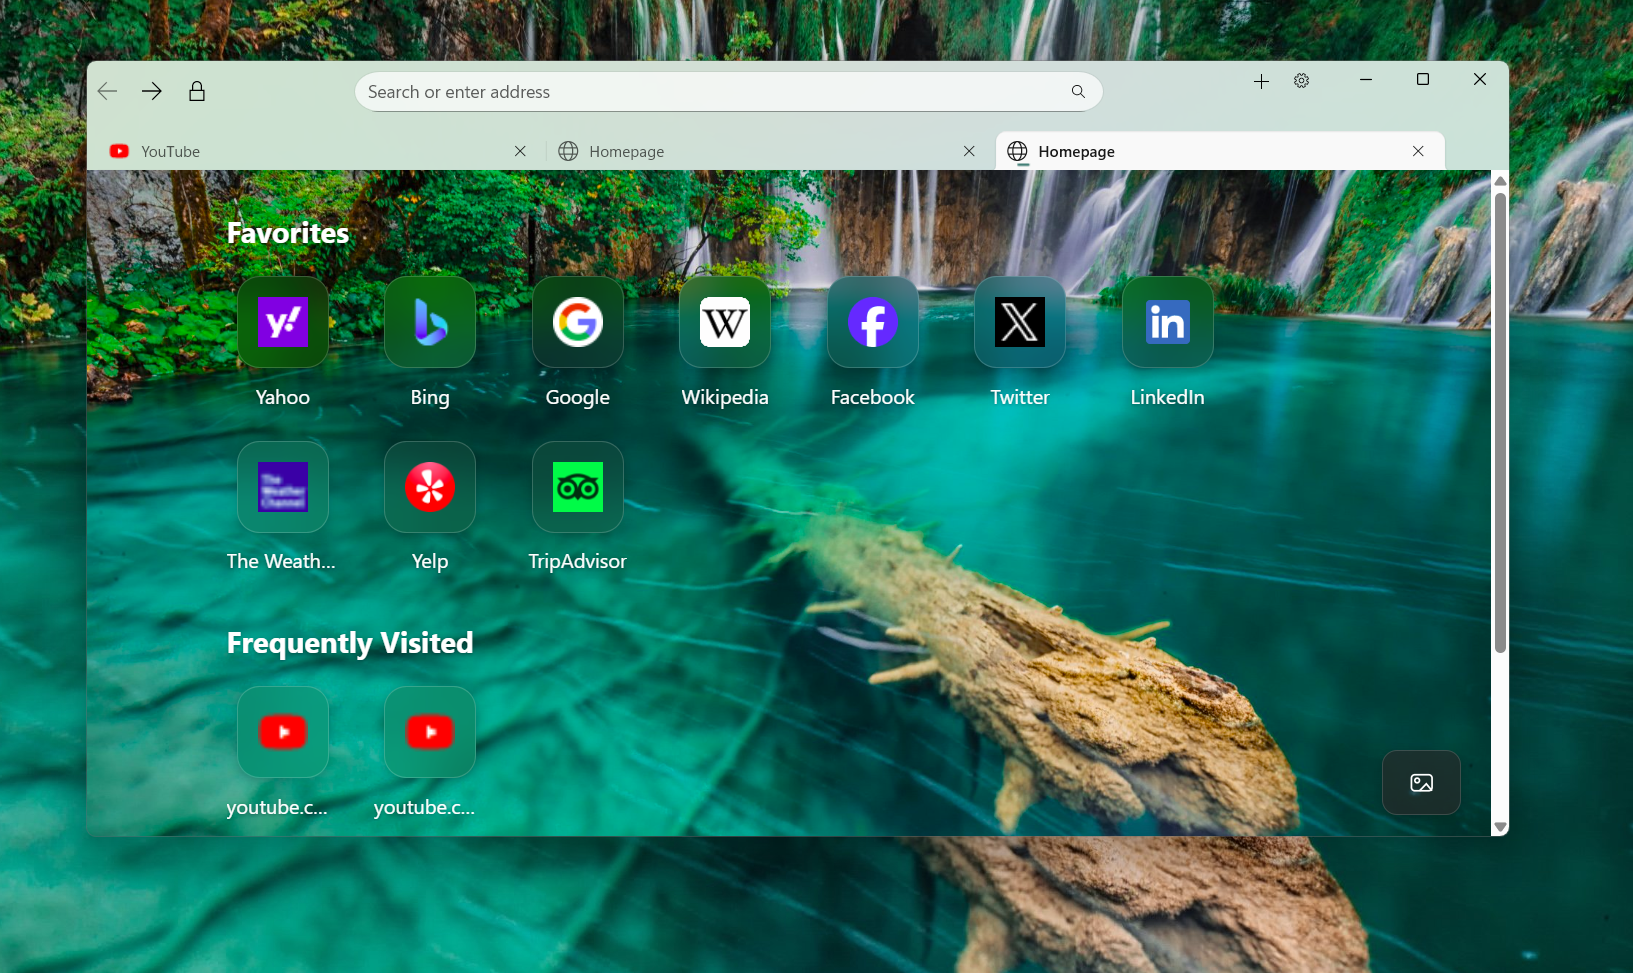 Search or enter address
YouTube
Homepage
Homepage
Favorites
Yahoo
Bing
Google
Wikipedia
Facebook
Twitter
LinkedIn
The Weather Channel
The Weath...
Yelp
TripAdvisor
Frequently Visited
youtube.c...
youtube.c...